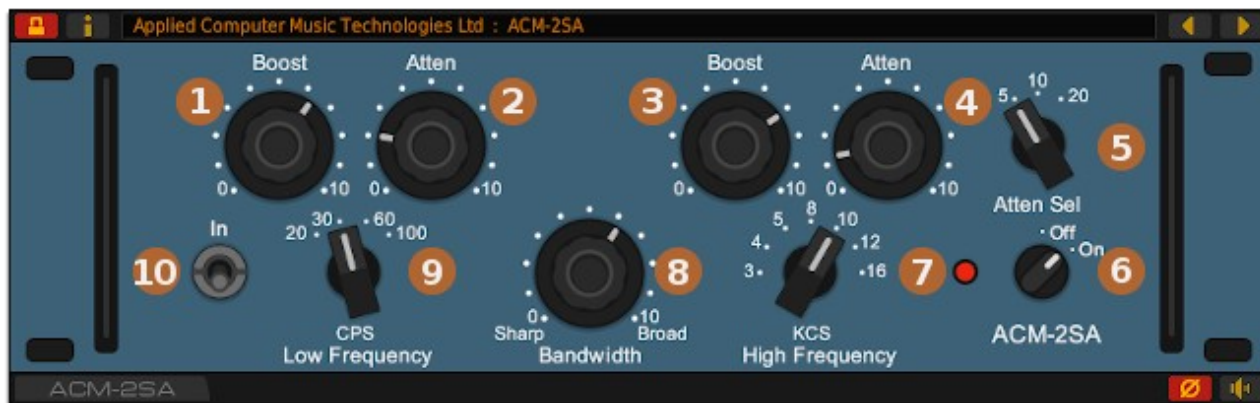 Applied Computer Music Technologies Ltd : ACM-2SA
Boost Atten Boost Atten
1 2 3 4
5 10 20
5
0 10 0 10 0 10 0 10
Atten Sel
In
20 30 60 100
3 4 5 8 10 12 16
Off
On
10 9 8 7 6
0 10
Sharp Broad
CPS KCS
ACM-2SA
Low Frequency Bandwidth High Frequency
ACM-2SA